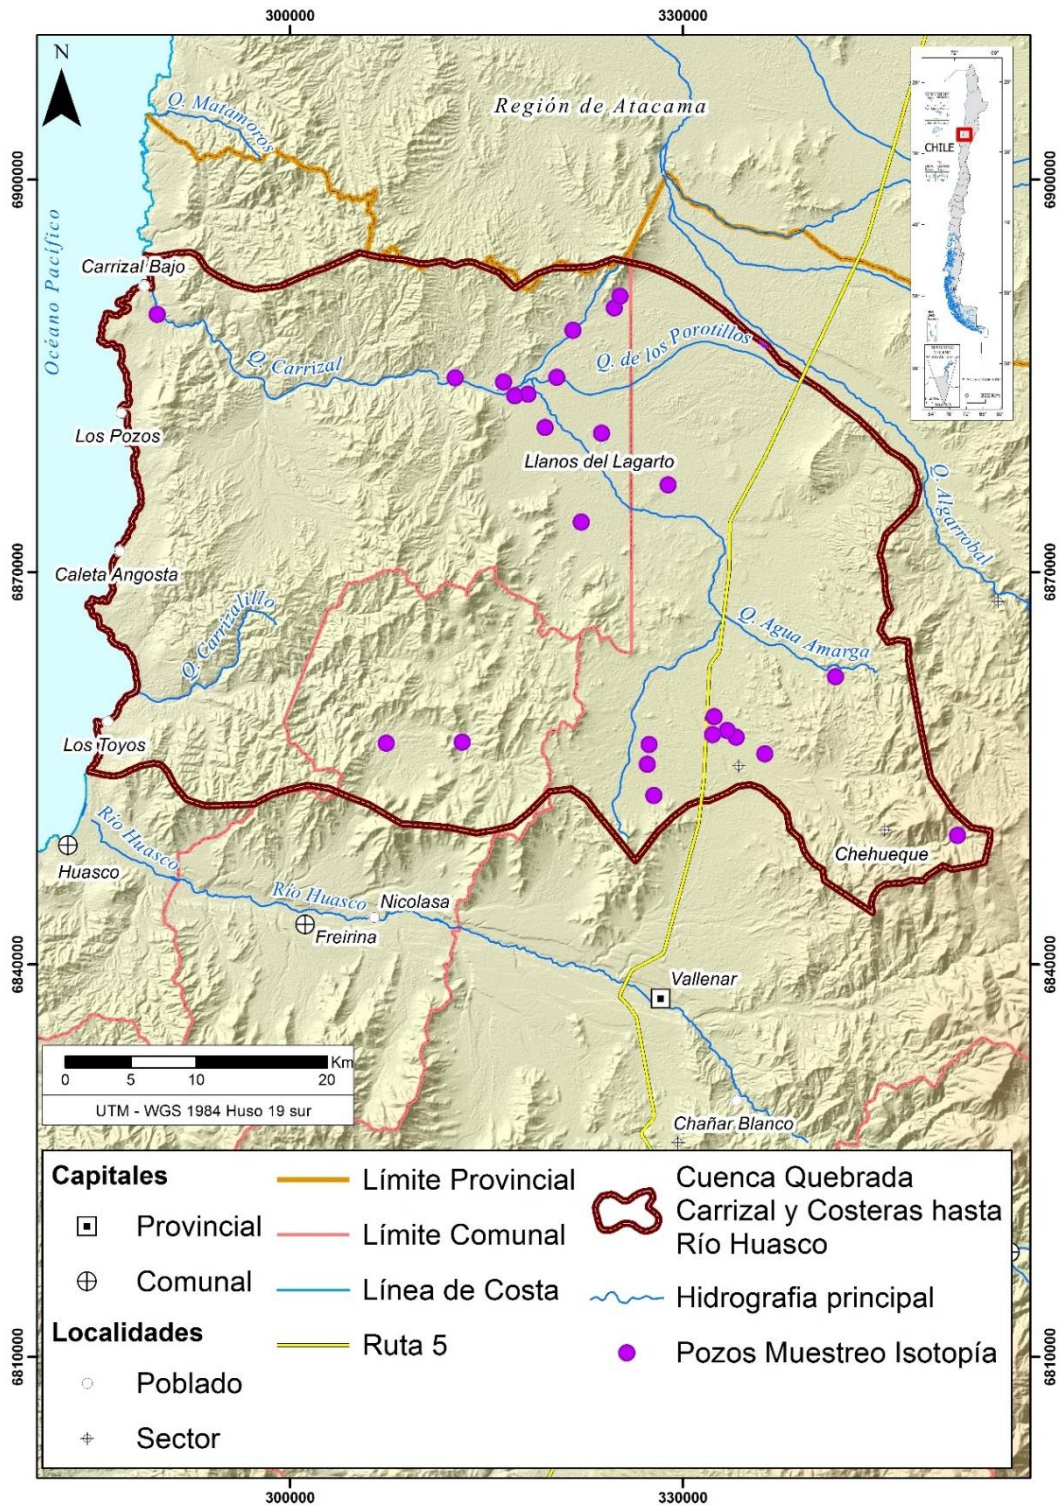 300000
330000
N
Q. Matamoros
Región de Atacama
CHILE
6900000
6900000
Océano Pacífico
Carrizal Bajo
Q. Carrizal
Q. de los Porotillos
Los Pozos
Llanos del Lagarto
Q. Algarrobal
Caleta Angosta
6870000
6870000
Q. Carrizalillo
Q. Agua Amarga
Los Toyos
Río Huasco
Huasco
Chehueque
Río Huasco
Nicolasa
Freirina
6840000
6840000
Vallenar
Km
0 5 10 20
UTM - WGS 1984 Huso 19 sur
Chañar Blanco
Capitales
Provincial
Comunal
Localidades
Poblado
Sector
Límite Provincial
Límite Comunal
Línea de Costa
Ruta 5
Cuenca Quebrada
Carrizal y Costeras hasta
Río Huasco
Hidrografia principal
Pozos Muestreo Isotopía
6810000
6810000
300000
330000